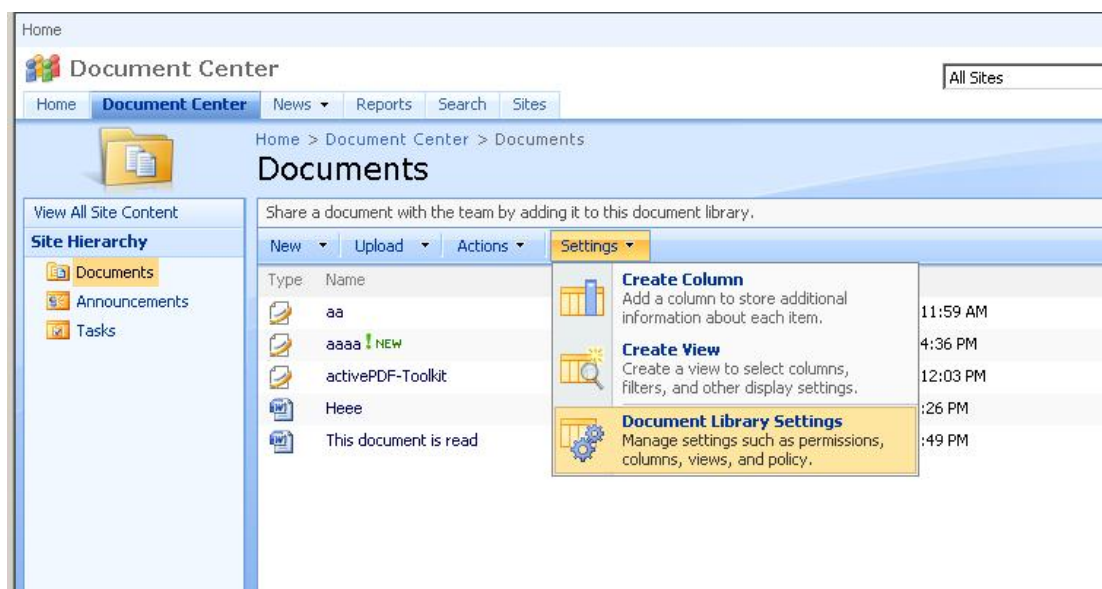 Home
Document Center
All Sites
Home Document Center News Reports Search Sites
Home > Document Center > Documents
Documents
View All Site Content
Share a document with the team by adding it to this document library.
Site Hierarchy
New Upload Actions Settings
Documents
Announcements
Tasks
Type Name
aa
11:59 AM
aaaa ! NEW
4:36 PM
activePDF-Toolkit
12:03 PM
Heee
:26 PM
This document is read
:49 PM
Create Column
Add a column to store additional
information about each item.
Create View
Create a view to select columns,
filters, and other display settings.
Document Library Settings
Manage settings such as permissions,
columns, views, and policy.